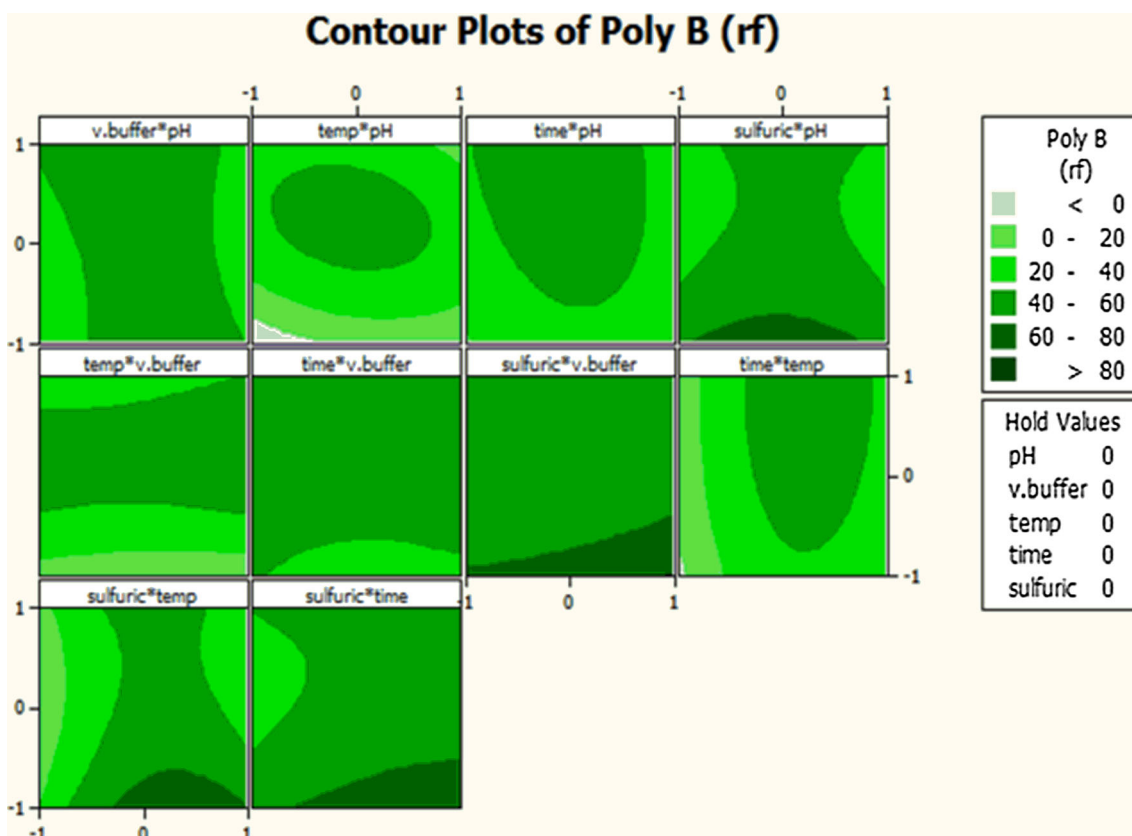 Contour Plots of Poly B (rf)
-1 0 1 -1 0 1
v.buffer*pH temp*pH time*pH sulfuric*pH
1
0
-1
Poly B
(rf)
< 0
0 - 20
20 - 40
40 - 60
60 - 80
> 80
temp*v.buffer time*v.buffer sulfuric*v.buffer time*temp
1
0
-1
Hold Values
pH 0
v.buffer 0
temp 0
time 0
sulfuric 0
sulfuric*temp sulfuric*time
-1 0 1
1
0
-1
-1 0 1